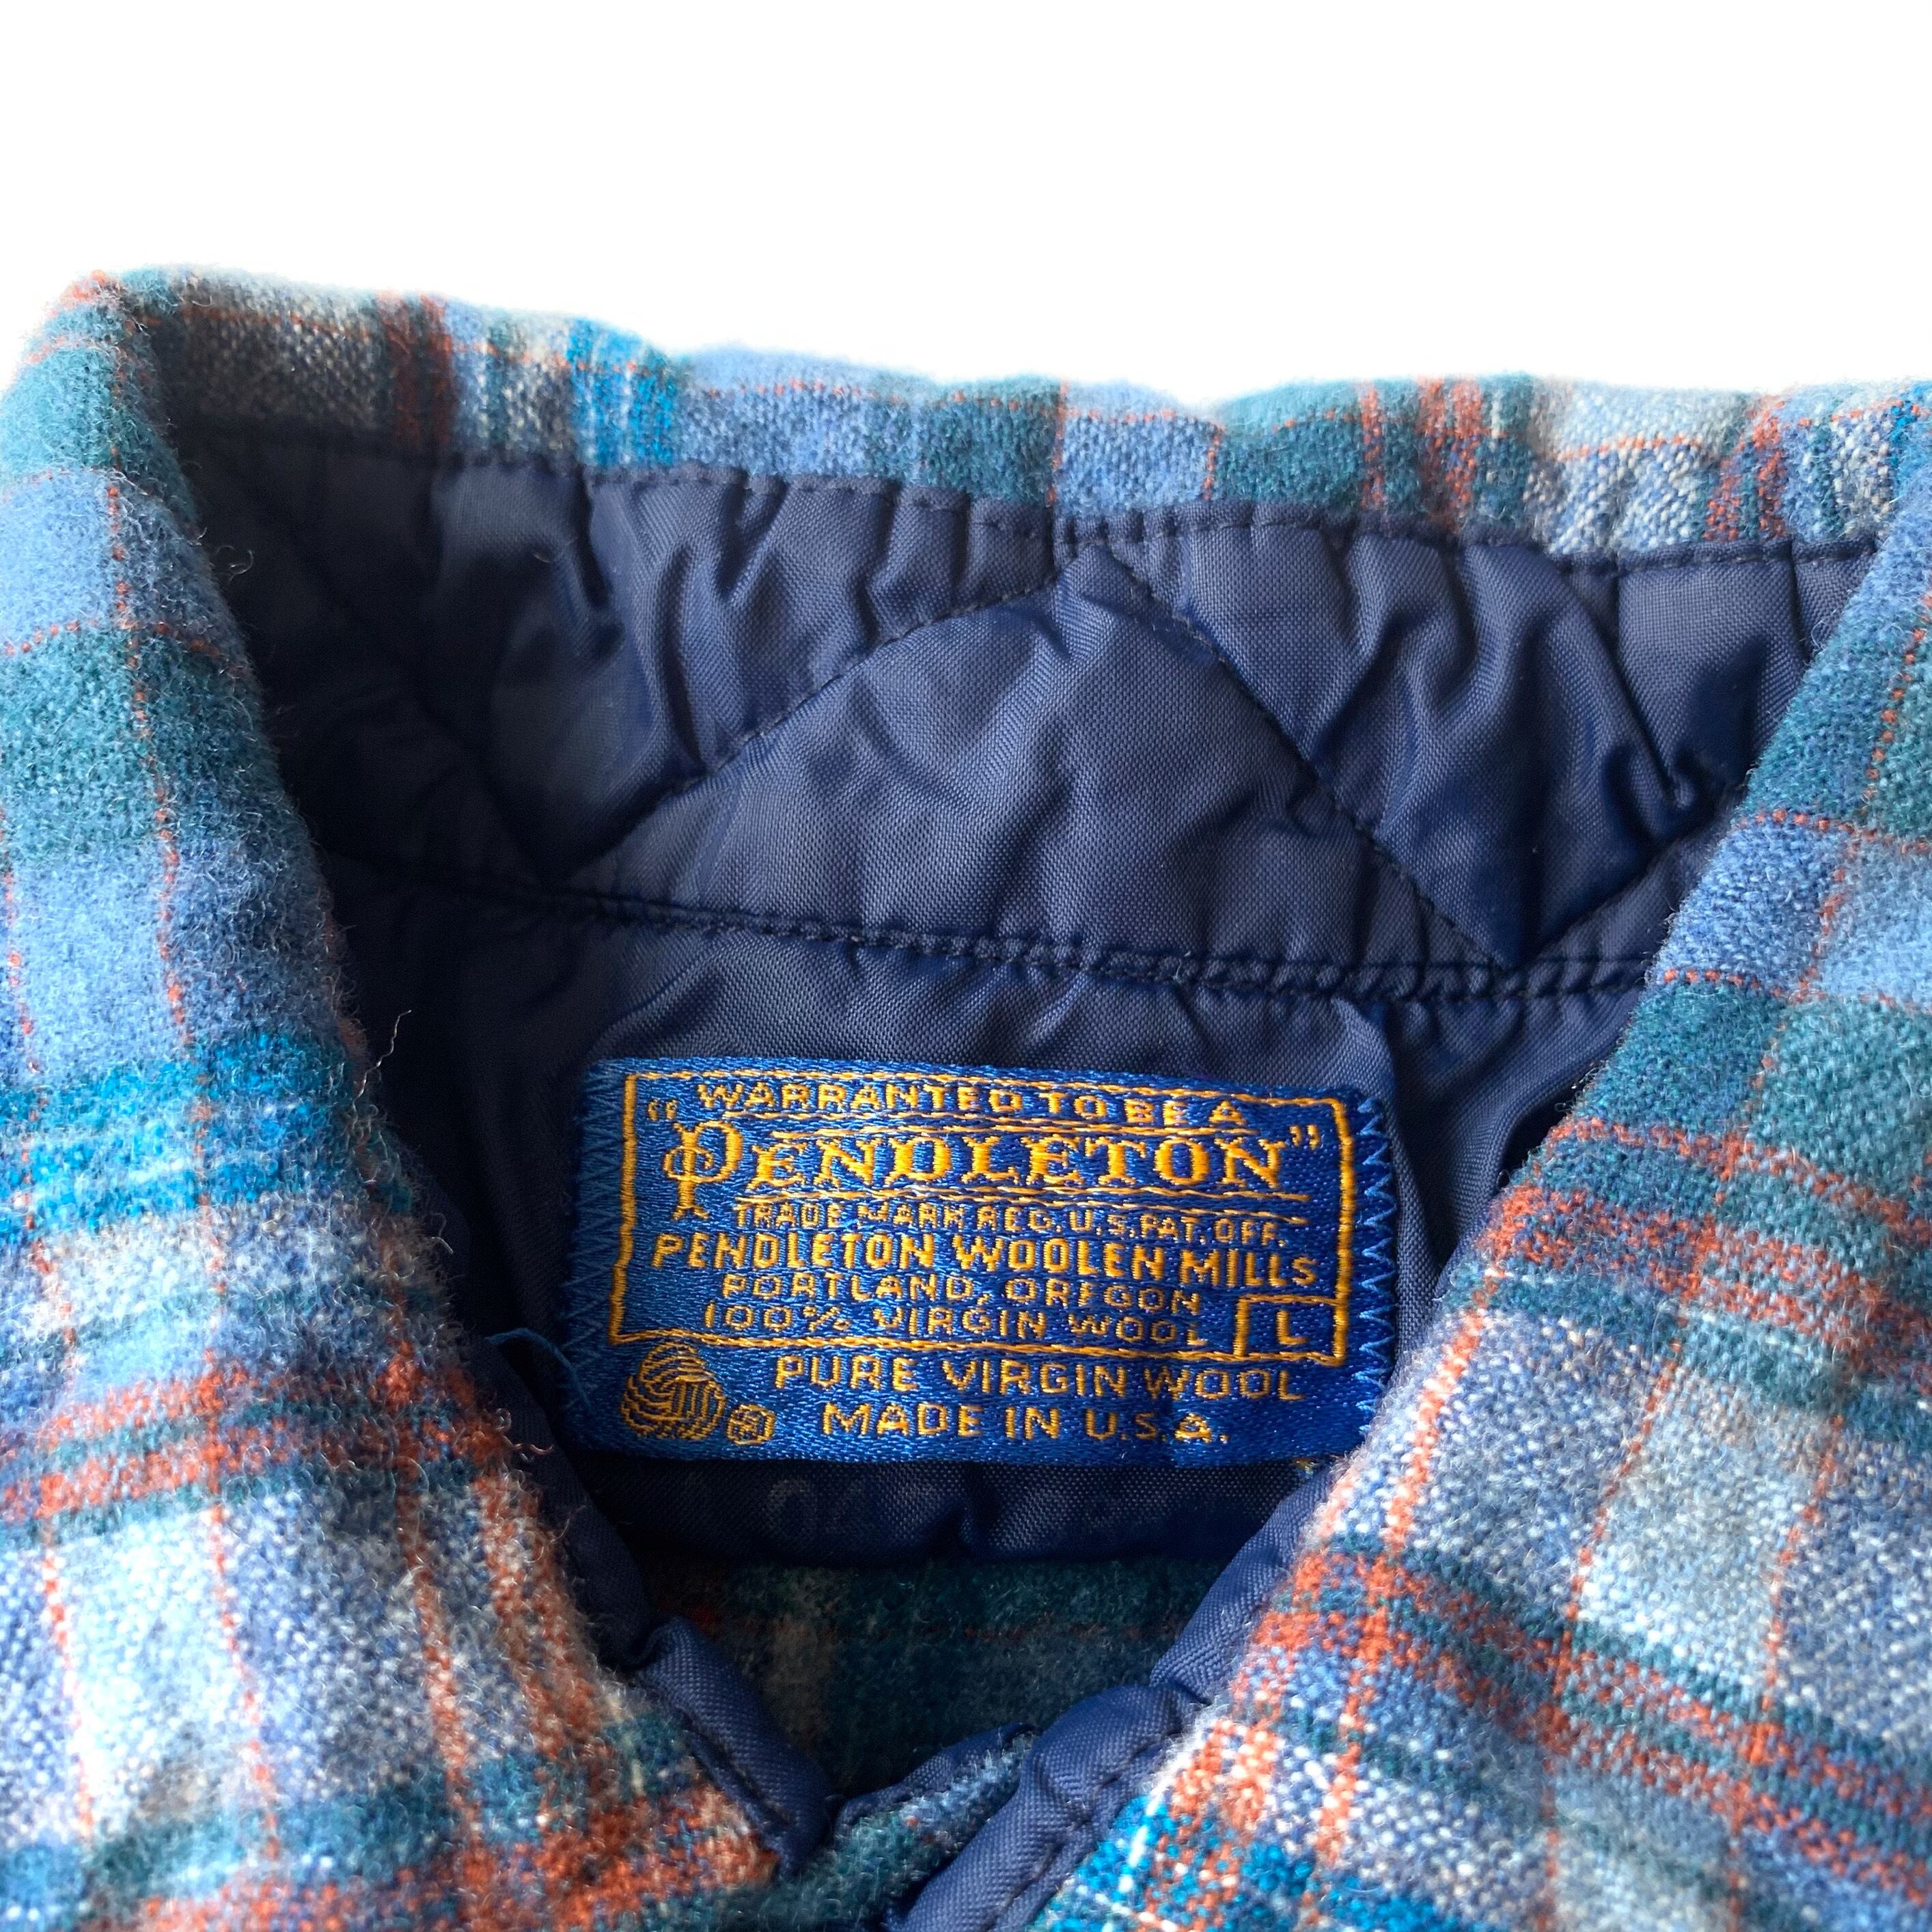 WARRANTED TO BE A
"PENDLETON"
TRADE MARK REG. U.S. PAT. OFF.
PENDLETON WOOLEN MILLS
PORTLAND, OREGON
100% VIRGIN WOOL L
PURE VIRGIN WOOL
MADE IN U.S.A.